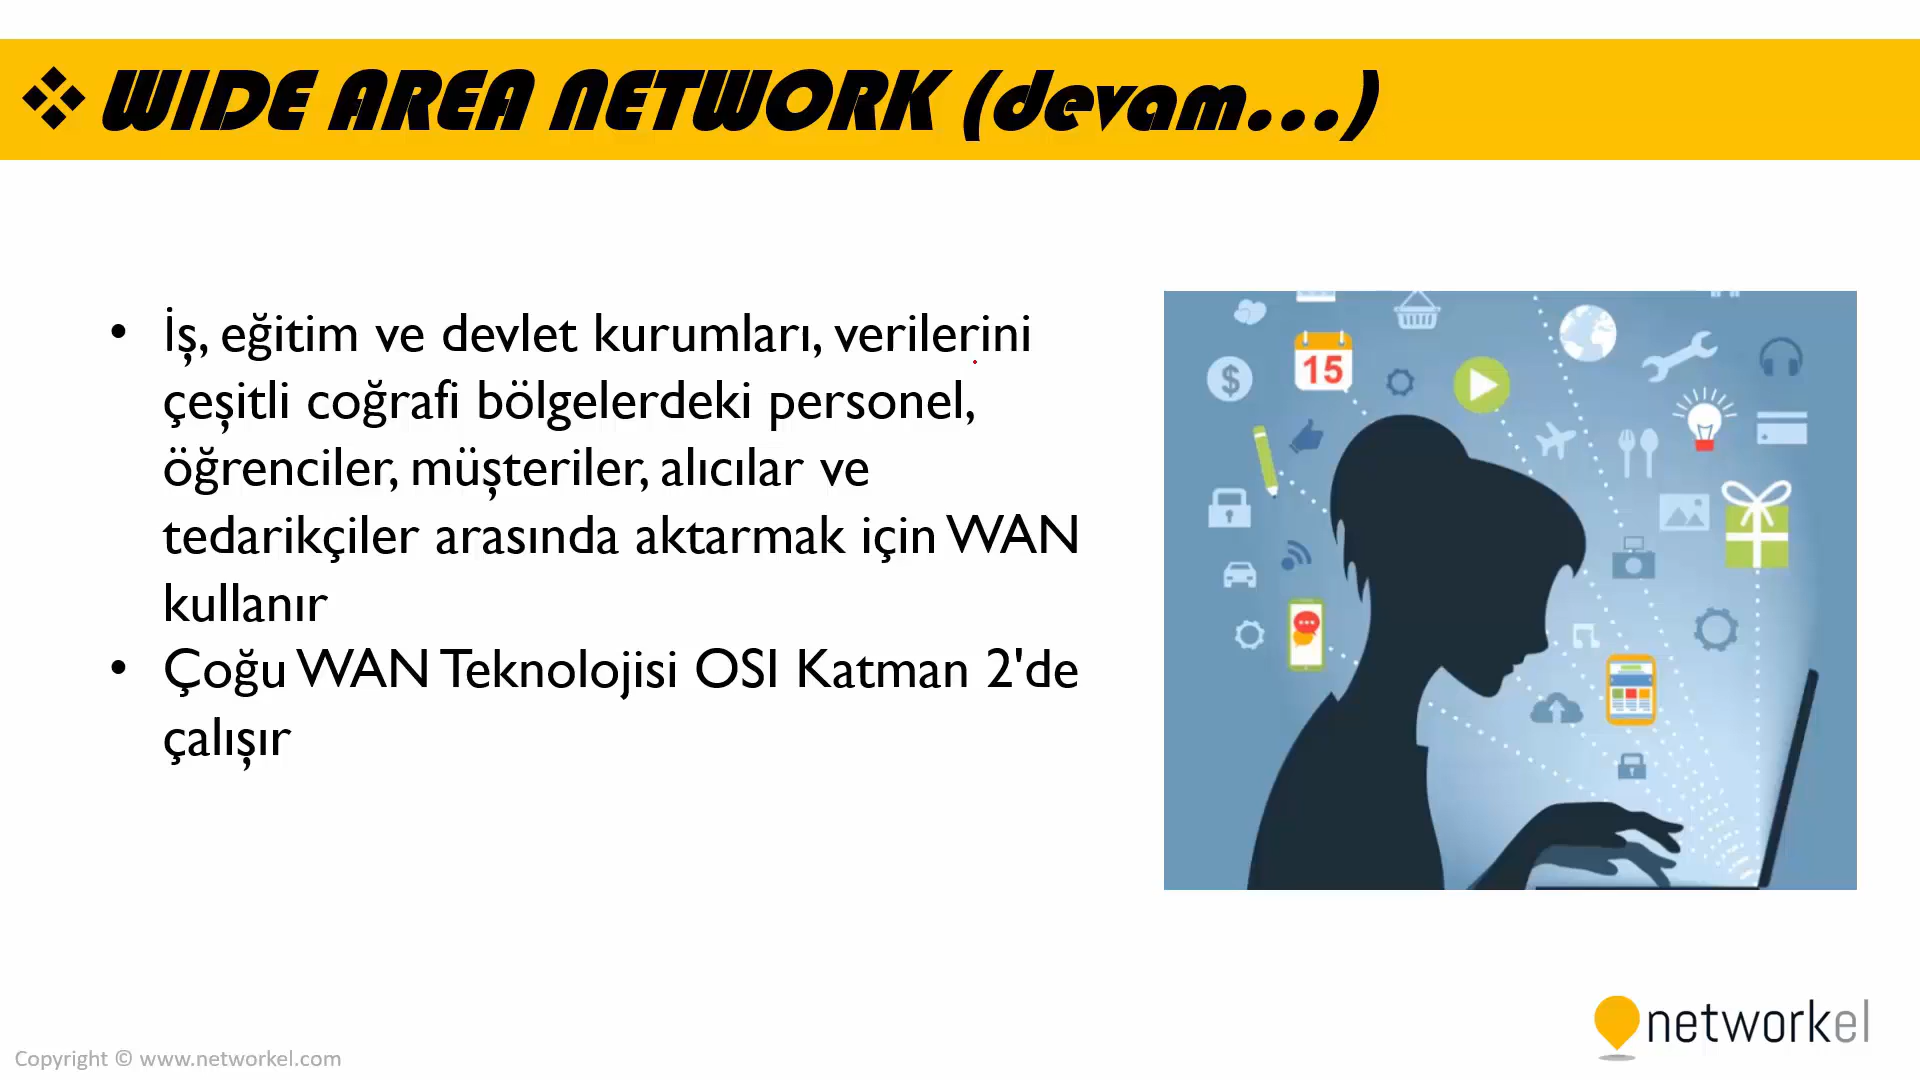 ❖ WIDE AREA NETWORK (devam...)
• İş, eğitim ve devlet kurumları, verilerini
çeşitli coğrafi bölgelerdeki personel,
öğrenciler, müşteriler, alıcılar ve
tedarikçiler arasında aktarmak için WAN
kullanır
• Çoğu WAN Teknolojisi OSI Katman 2'de
çalışır
15
$
networkel
Copyright © www.networkel.com